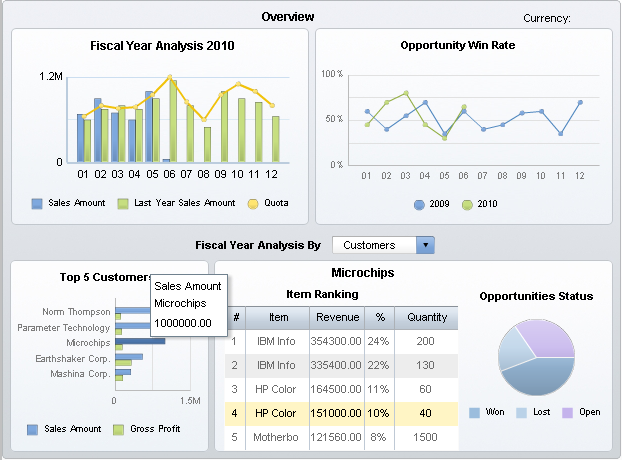 Overview
Currency:
Fiscal Year Analysis 2010
1.2M
0
01 02 03 04 05 06 07 08 09 10 11 12
Sales Amount Last Year Sales Amount Quota
Opportunity Win Rate
100 %
50 %
0 %
01 02 03 04 05 06 07 08 09 10 11 12
2009 2010
Fiscal Year Analysis By Customers
Top 5 Customers
Norm Thompson
Parameter Technology
Microchips
Earthshaker Corp.
Mashina Corp.
0 1.5M
Sales Amount Gross Profit
Sales Amount
Microchips
1000000.00
Microchips
Item Ranking
# Item Revenue % Quantity
1 IBM Info 354300.00 24% 200
2 IBM Info 335400.00 22% 130
3 HP Color 164500.00 11% 60
4 HP Color 151000.00 10% 40
5 Motherbo 121560.00 8% 1500
Opportunities Status
Won Lost Open